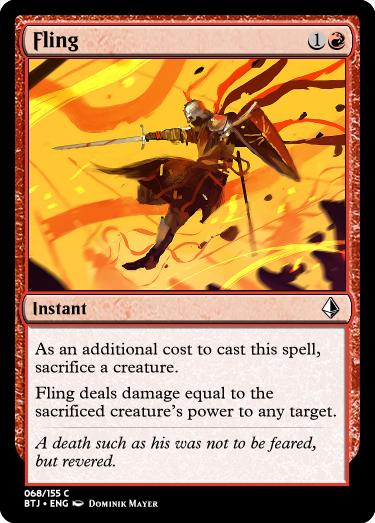 Fling 1
Instant
As an additional cost to cast this spell,
sacrifice a creature.
Fling deals damage equal to the
sacrificed creature's power to any target.
A death such as his was not to be feared,
but revered.
068/155 C
BTJ • ENG Dominik Mayer